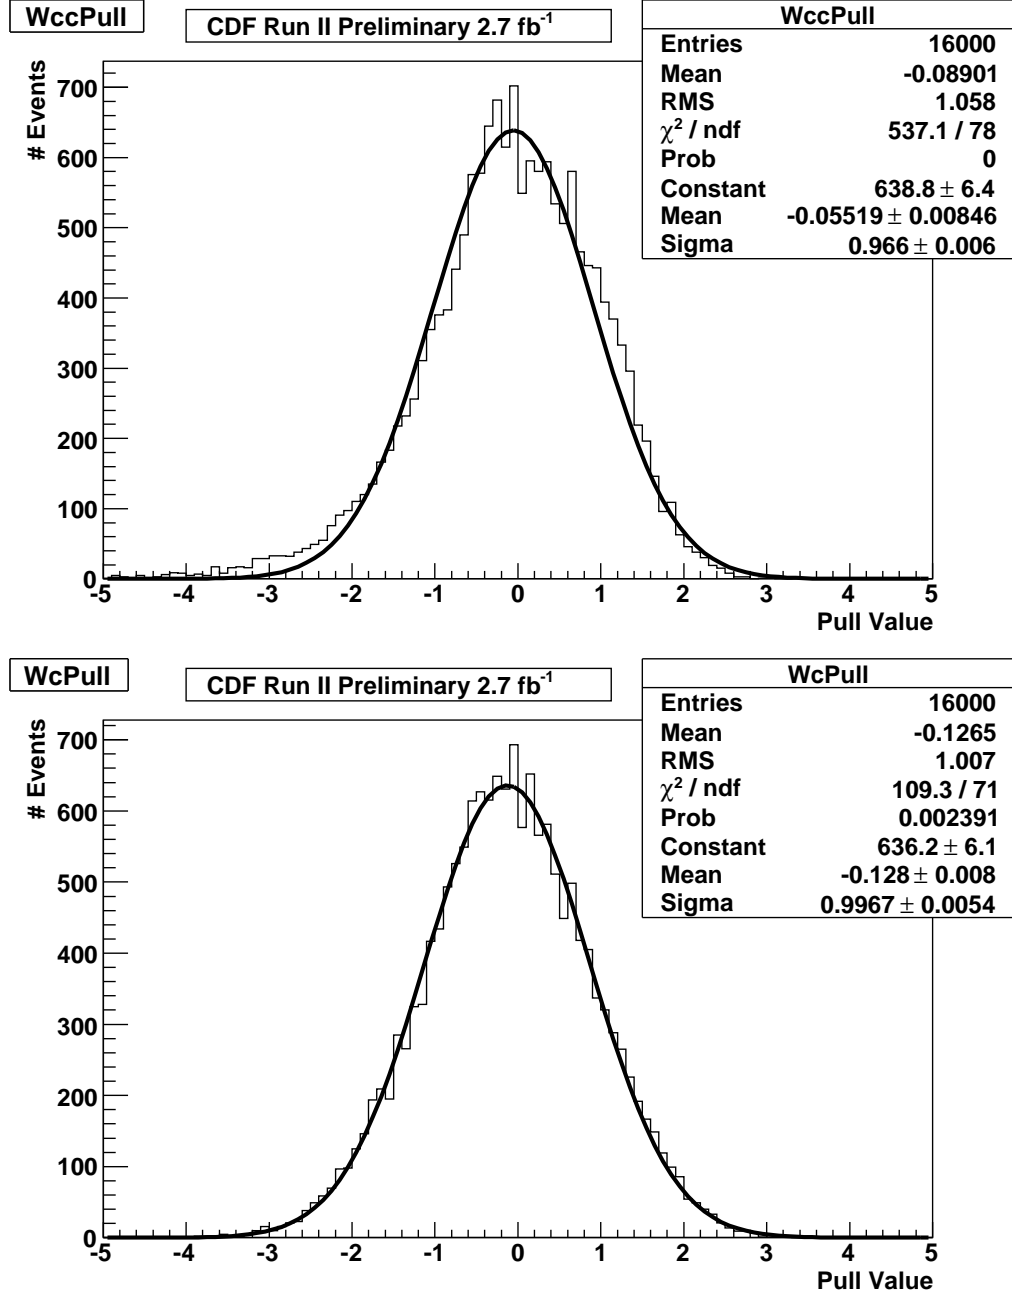 WccPull
CDF Run II Preliminary 2.7 fb⁻¹
WccPull
Entries 16000
Mean -0.08901
RMS 1.058
χ² / ndf 537.1 / 78
Prob 0
Constant 638.8 ± 6.4
Mean -0.05519 ± 0.00846
Sigma 0.966 ± 0.006
# Events
700
600
500
400
300
200
100
0
-5 -4 -3 -2 -1 0 1 2 3 4 5
Pull Value
WcPull
CDF Run II Preliminary 2.7 fb⁻¹
WcPull
Entries 16000
Mean -0.1265
RMS 1.007
χ² / ndf 109.3 / 71
Prob 0.002391
Constant 636.2 ± 6.1
Mean -0.128 ± 0.008
Sigma 0.9967 ± 0.0054
# Events
700
600
500
400
300
200
100
0
-5 -4 -3 -2 -1 0 1 2 3 4 5
Pull Value